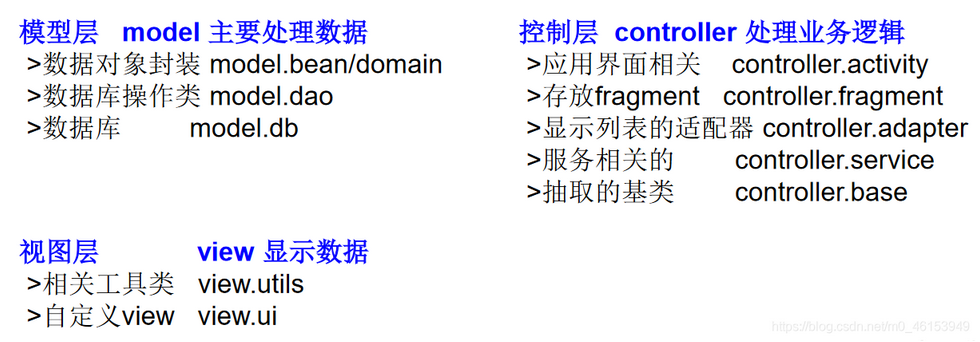 模型层 model 主要处理数据
>数据对象封装 model.bean/domain
>数据库操作类 model.dao
>数据库 model.db
控制层 controller 处理业务逻辑
>应用界面相关 controller.activity
>存放fragment controller.fragment
>显示列表的适配器 controller.adapter
>服务相关的 controller.service
>抽取的基类 controller.base
视图层 view 显示数据
>相关工具类 view.utils
>自定义view view.ui
https://blog.csdn.net/m0_46153949